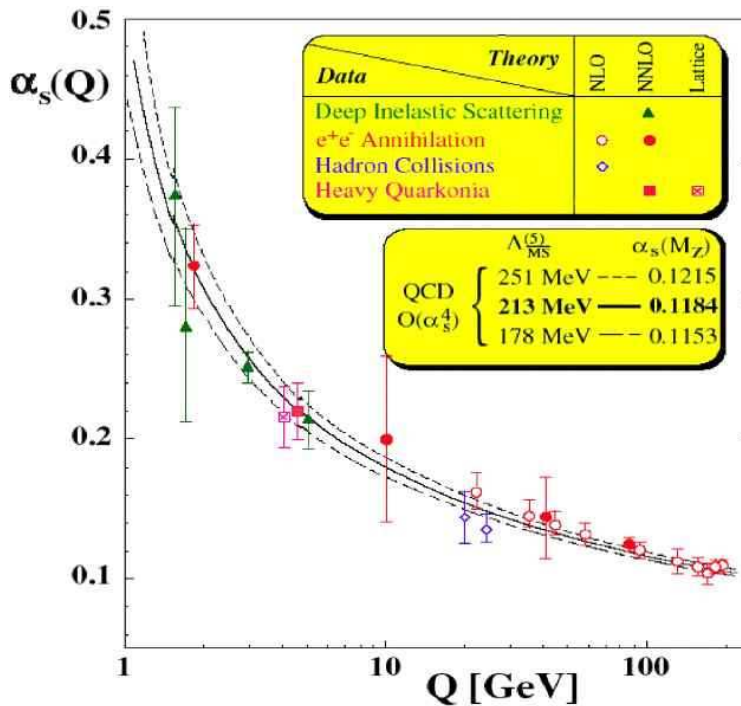 0.5
αs(Q)
0.4
0.3
0.2
0.1
Theory
Data
NLO
NNLO
Lattice
Deep Inelastic Scattering
e+e- Annihilation
Hadron Collisions
Heavy Quarkonia
Λ(5)MS αs(MZ)
QCD
O(αs4)
251 MeV 0.1215
213 MeV 0.1184
178 MeV 0.1153
1 10 100
Q [GeV]